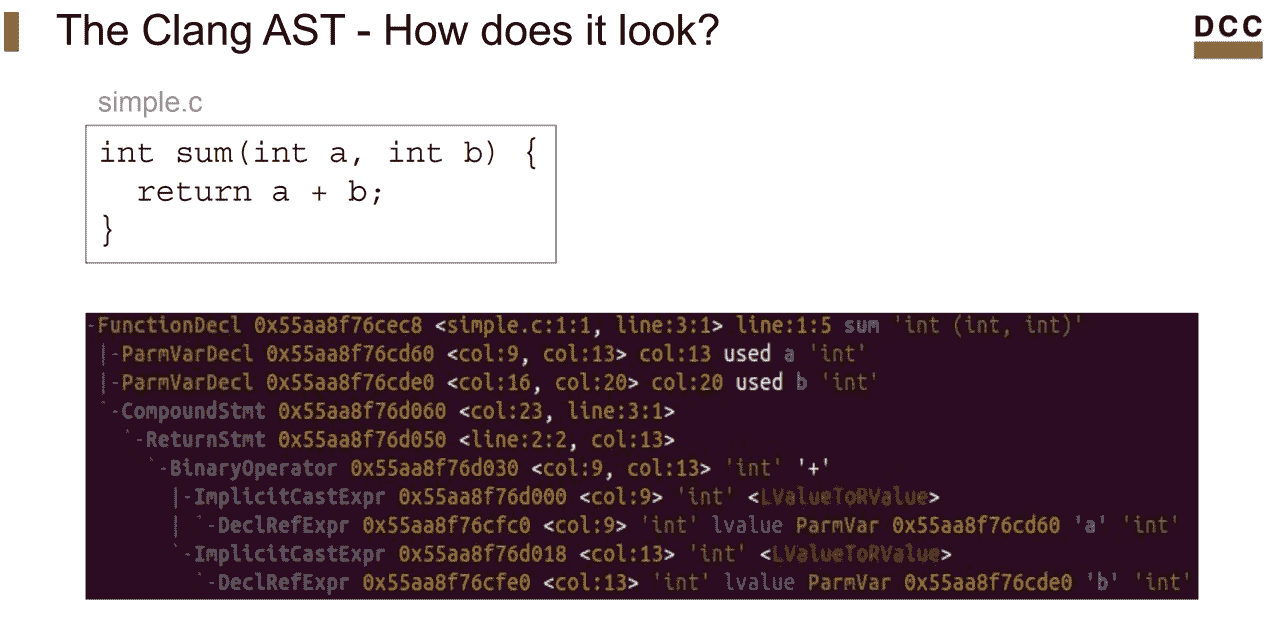 The Clang AST - How does it look?
DCC
simple.c
int sum(int a, int b) {
  return a + b;
}
-FunctionDecl 0x55aa8f76cec8 <simple.c:1:1, line:3:1> line:1:5 sum 'int (int, int)'
|-ParmVarDecl 0x55aa8f76cd60 <col:9, col:13> col:13 used a 'int'
|-ParmVarDecl 0x55aa8f76cde0 <col:16, col:20> col:20 used b 'int'
`-CompoundStmt 0x55aa8f76d060 <col:23, line:3:1>
  `-ReturnStmt 0x55aa8f76d050 <line:2:2, col:13>
    `-BinaryOperator 0x55aa8f76d030 <col:9, col:13> 'int' '+'
      |-ImplicitCastExpr 0x55aa8f76d000 <col:9> 'int' <LValueToRValue>
      | `-DeclRefExpr 0x55aa8f76cfc0 <col:9> 'int' lvalue ParmVar 0x55aa8f76cd60 'a' 'int'
      `-ImplicitCastExpr 0x55aa8f76d018 <col:13> 'int' <LValueToRValue>
        `-DeclRefExpr 0x55aa8f76cfe0 <col:13> 'int' lvalue ParmVar 0x55aa8f76cde0 'b' 'int'